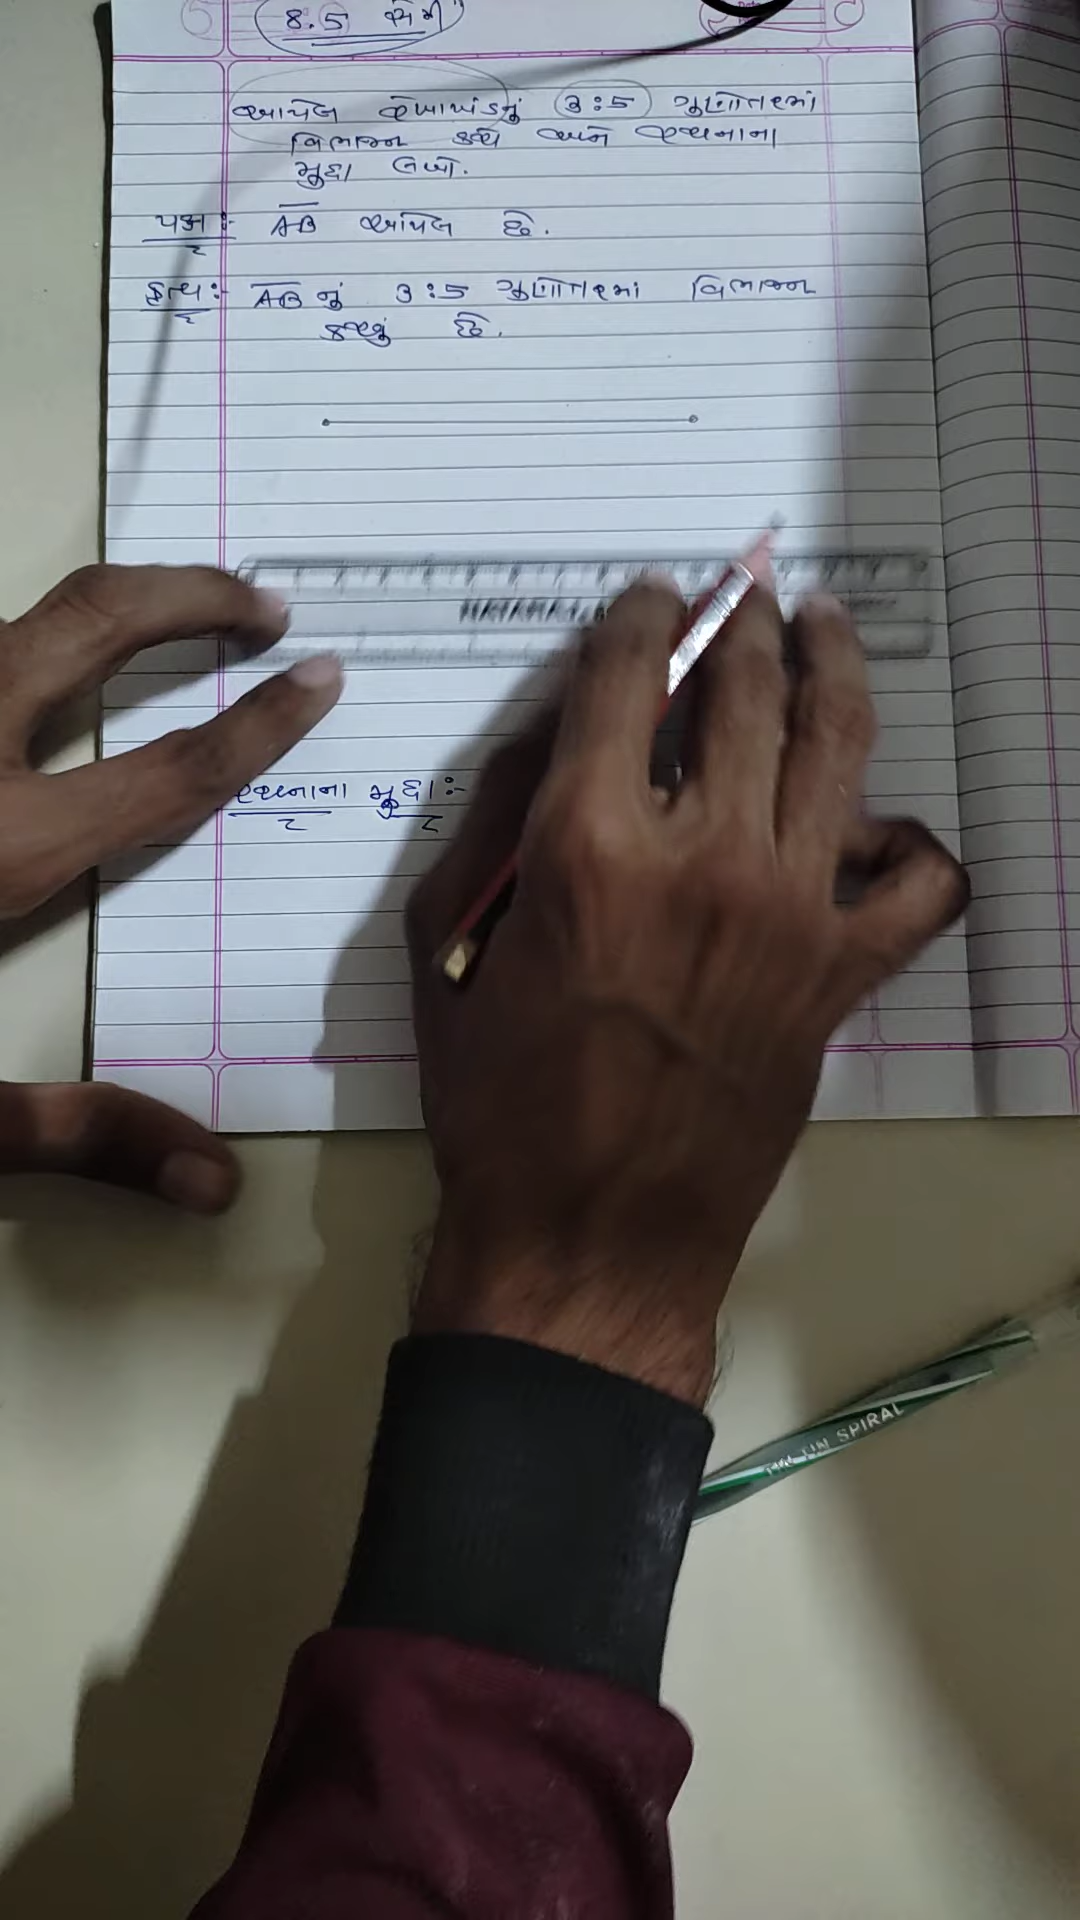 8.5 સેમી
આપેલ રેખાખંડનું 3:5 ગુણોત્તરમાં
વિભાજન કરો અને રચનાના
મુદ્દા લખો.
પક્ષ :- AB આપેલ છે.
કૃત્ય :- AB નું 3:5 ગુણોત્તરમાં વિભાજન
કરવું છે.
રચનાના મુદ્દા :-
SPIRAL